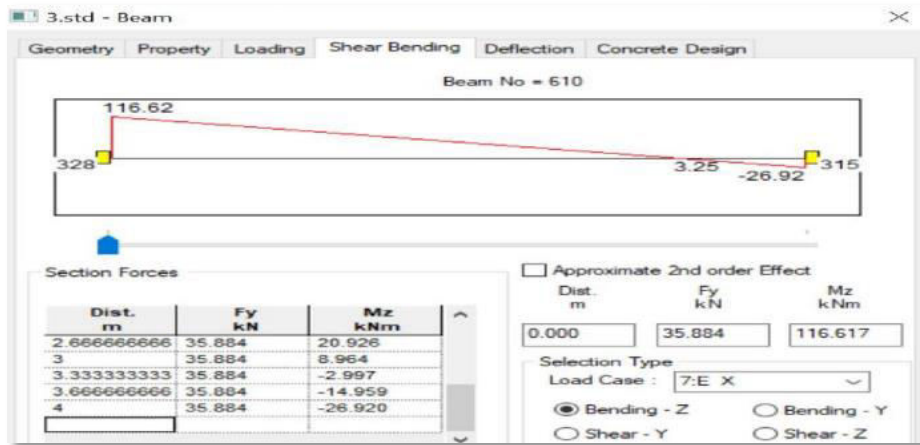 3.std - Beam
Geometry Property Loading Shear Bending Deflection Concrete Design
Beam No = 610
116.62
328
3.25
-26.92
315
Section Forces
Dist. Fy Mz
m kN kNm
2.666666666 35.884 20.926
3 35.884 8.964
3.333333333 35.884 -2.997
3.666666666 35.884 -14.959
4 35.884 -26.920
Approximate 2nd order Effect
Dist. Fy Mz
m kN kNm
0.000 35.884 116.617
Selection Type
Load Case : 7:E X
Bending - Z Bending - Y
Shear - Y Shear - Z